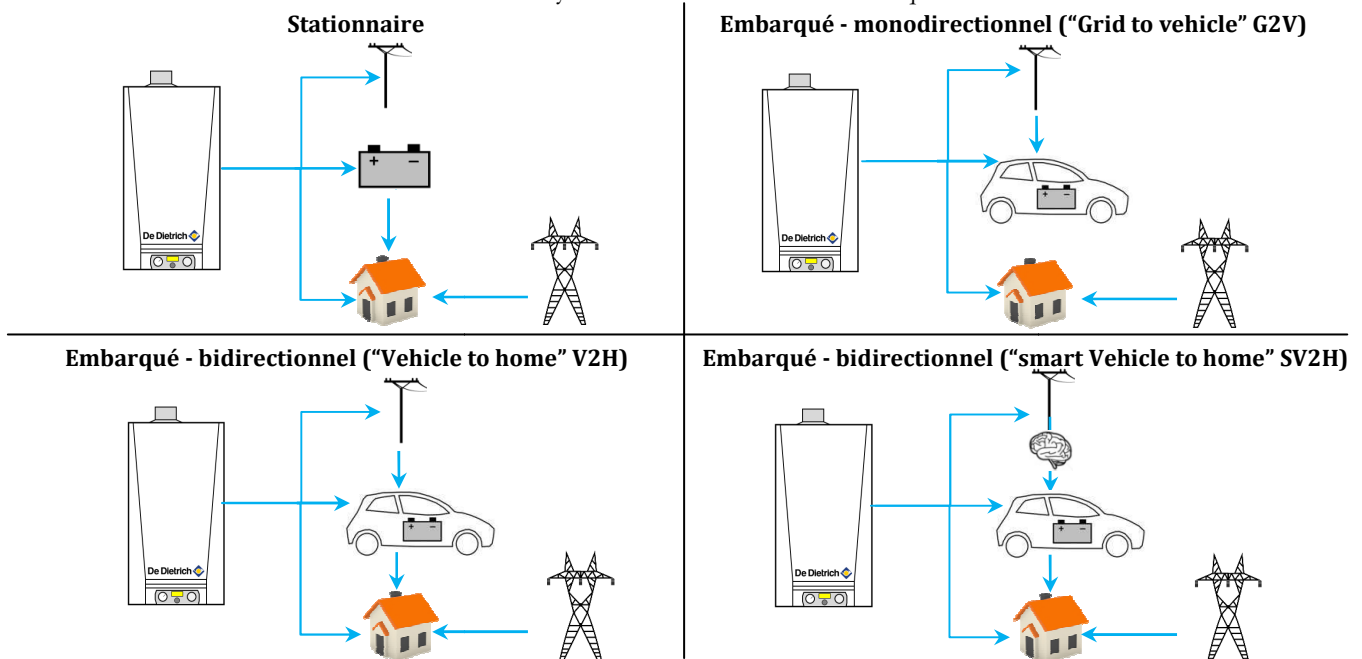 Stationnaire
Embarqué - monodirectionnel (“Grid to vehicle” G2V)
+ −
De Dietrich
+ −
De Dietrich
Embarqué - bidirectionnel (“Vehicle to home” V2H)
Embarqué - bidirectionnel (“smart Vehicle to home” SV2H)
+ −
De Dietrich
+ −
De Dietrich